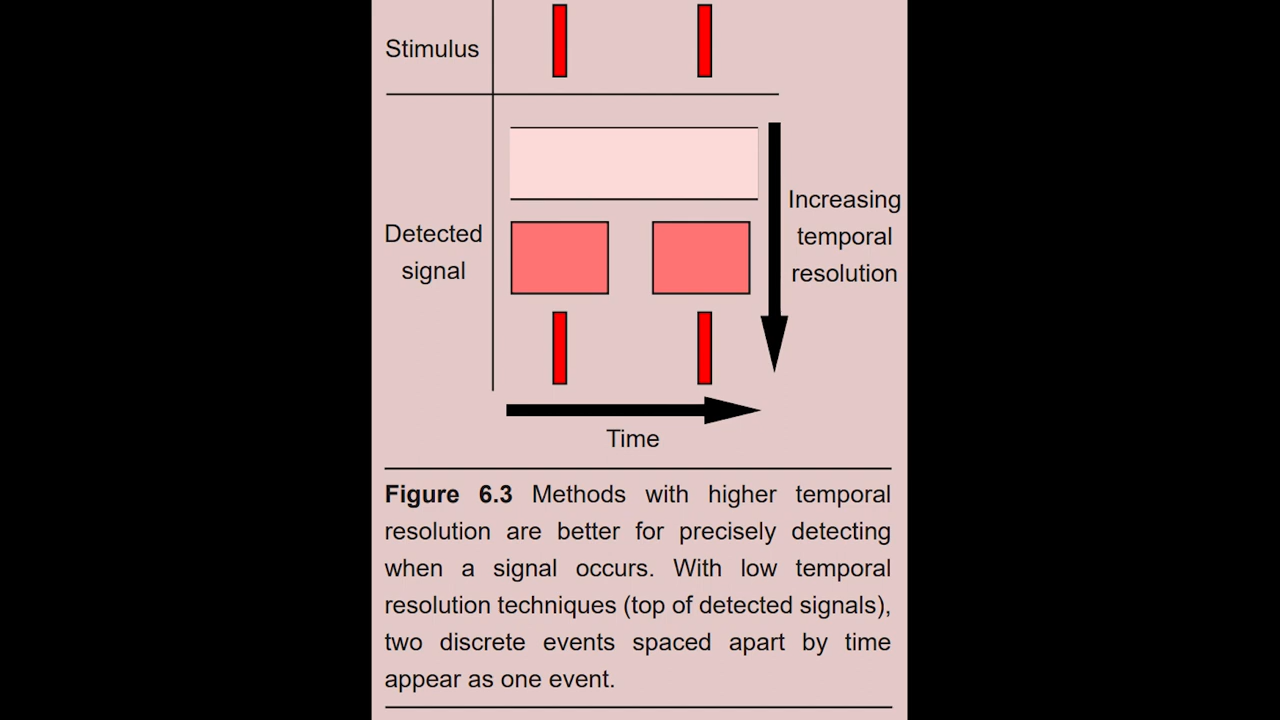 Stimulus
Detected
signal
Increasing
temporal
resolution
Time
Figure 6.3 Methods with higher temporal
resolution are better for precisely detecting
when a signal occurs. With low temporal
resolution techniques (top of detected signals),
two discrete events spaced apart by time
appear as one event.